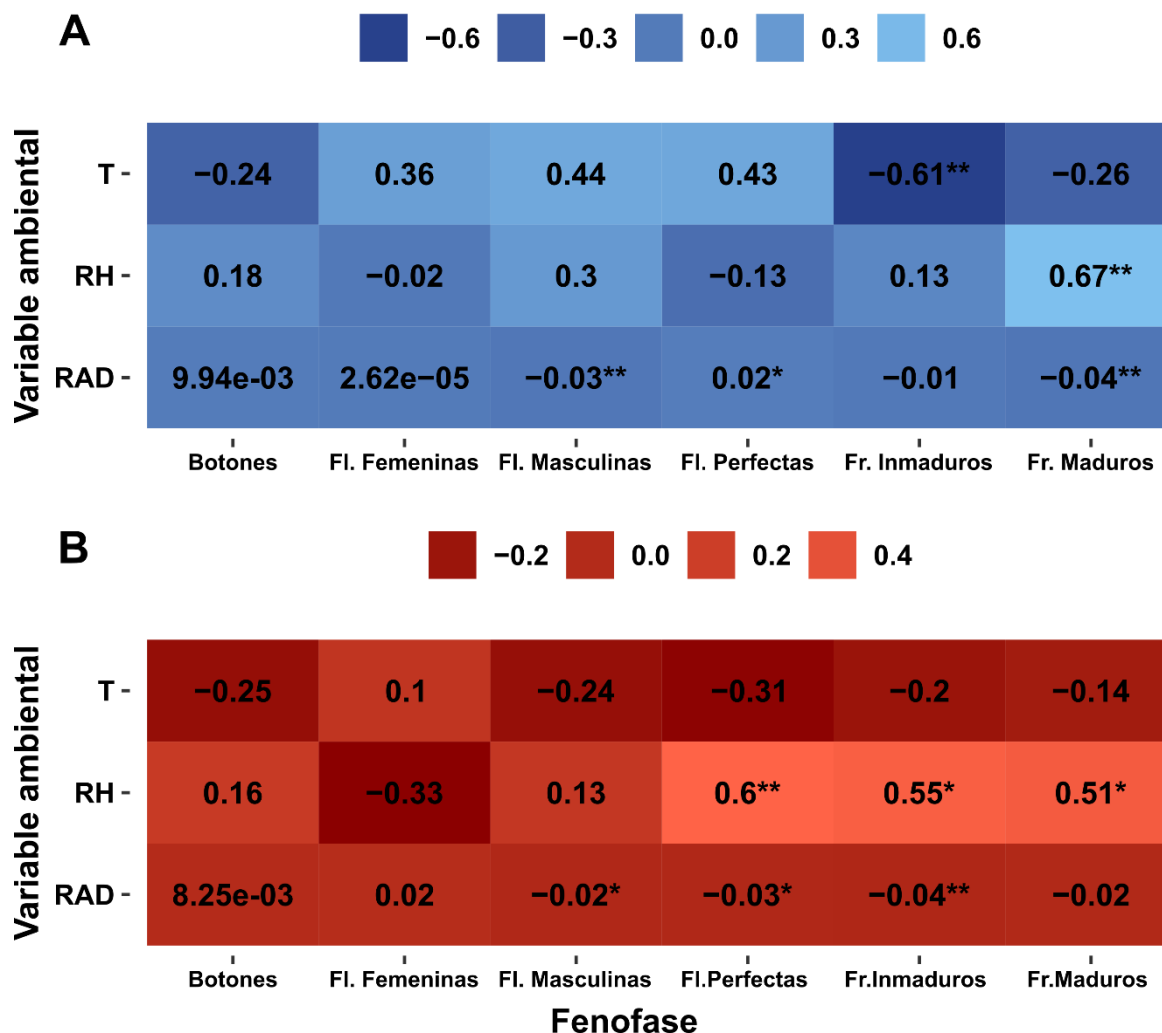 A
−0.6 −0.3 0.0 0.3 0.6
Variable ambiental
T −0.24 0.36 0.44 0.43 −0.61** −0.26
RH 0.18 −0.02 0.3 −0.13 0.13 0.67**
RAD 9.94e-03 2.62e−05 −0.03** 0.02* −0.01 −0.04**
Botones Fl. Femeninas Fl. Masculinas Fl. Perfectas Fr. Inmaduros Fr. Maduros
B
−0.2 0.0 0.2 0.4
Variable ambiental
T −0.25 0.1 −0.24 −0.31 −0.2 −0.14
RH 0.16 −0.33 0.13 0.6** 0.55* 0.51*
RAD 8.25e-03 0.02 −0.02* −0.03* −0.04** −0.02
Botones Fl. Femeninas Fl. Masculinas Fl.Perfectas Fr.Inmaduros Fr.Maduros
Fenofase